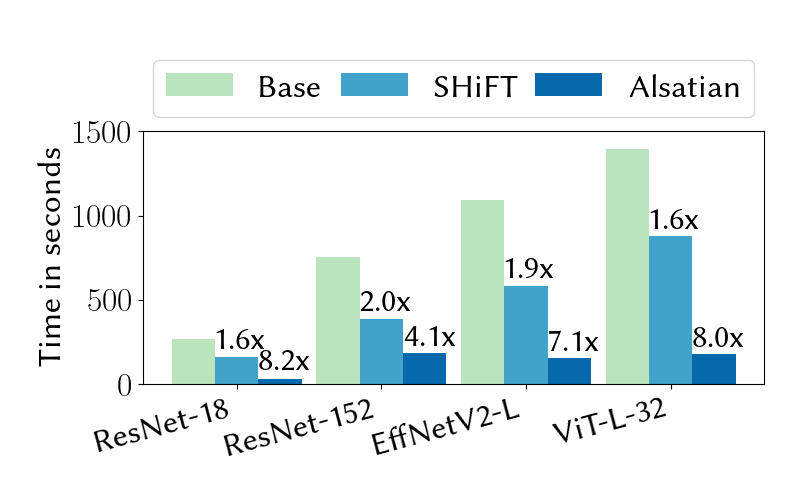 Base SHiFT Alsatian
Time in seconds
1500
1000
500
0
1.6x
8.2x
2.0x
4.1x
1.9x
7.1x
1.6x
8.0x
ResNet-18
ResNet-152
EffNetV2-L
ViT-L-32